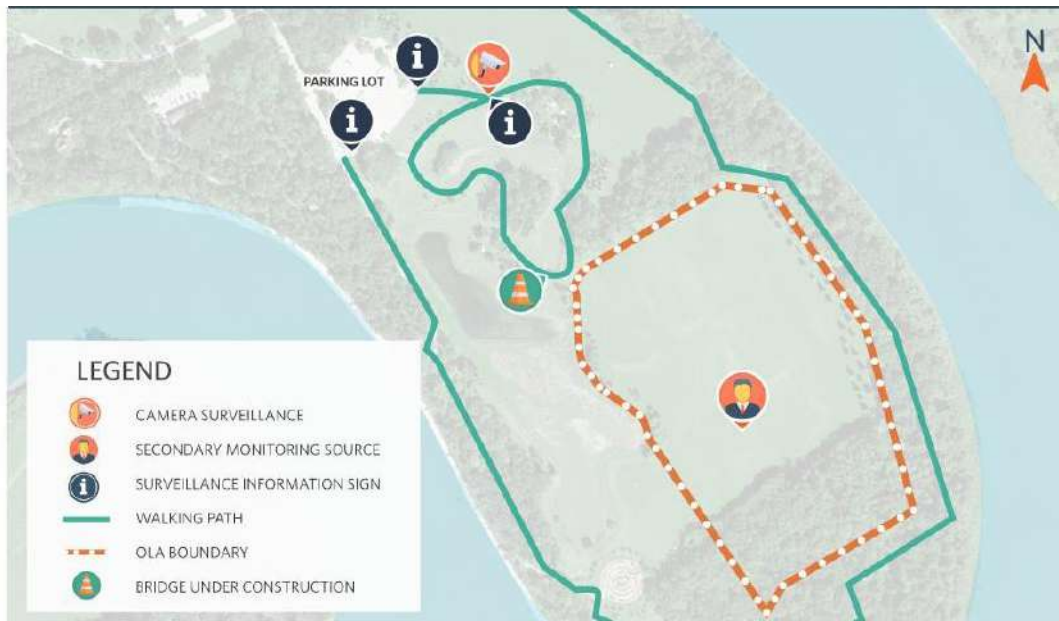 N
PARKING LOT
i
i
i
LEGEND
CAMERA SURVEILLANCE
SECONDARY MONITORING SOURCE
i
SURVEILLANCE INFORMATION SIGN
WALKING PATH
OLA BOUNDARY
BRIDGE UNDER CONSTRUCTION